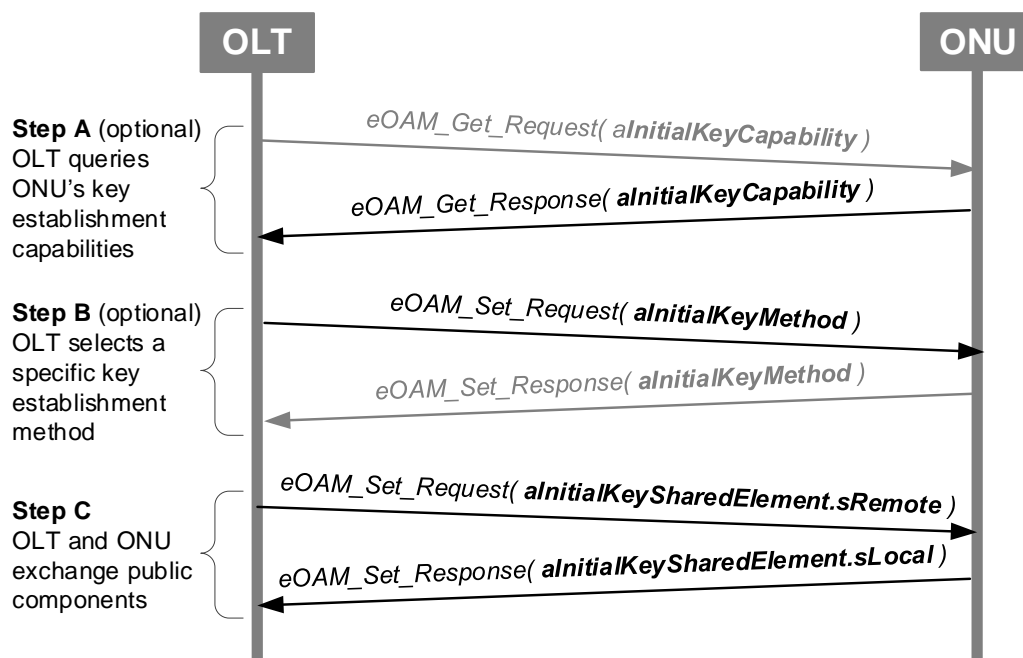 OLT
ONU
Step A (optional)
OLT queries
ONU's key
establishment
capabilities
eOAM_Get_Request( aInitialKeyCapability )
eOAM_Get_Response( aInitialKeyCapability )
Step B (optional)
OLT selects a
specific key
establishment
method
eOAM_Set_Request( aInitialKeyMethod )
eOAM_Set_Response( aInitialKeyMethod )
Step C
OLT and ONU
exchange public
components
eOAM_Set_Request( aInitialKeySharedElement.sRemote )
eOAM_Set_Response( aInitialKeySharedElement.sLocal )